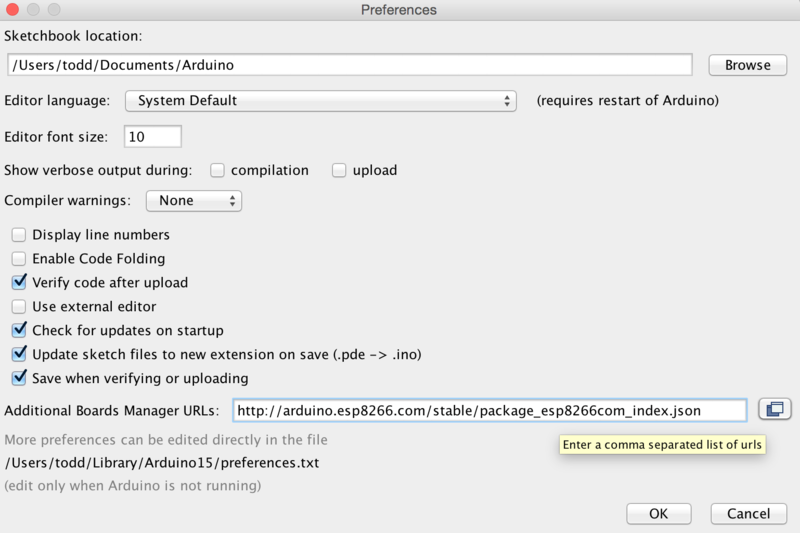 Preferences
Sketchbook location:
/Users/todd/Documents/Arduino Browse
Editor language: System Default (requires restart of Arduino)
Editor font size: 10
Show verbose output during: compilation upload
Compiler warnings: None
Display line numbers
Enable Code Folding
Verify code after upload
Use external editor
Check for updates on startup
Update sketch files to new extension on save (.pde -> .ino)
Save when verifying or uploading
Additional Boards Manager URLs: http://arduino.esp8266.com/stable/package_esp8266com_index.json
More preferences can be edited directly in the file
Enter a comma separated list of urls
/Users/todd/Library/Arduino15/preferences.txt
(edit only when Arduino is not running)
OK Cancel